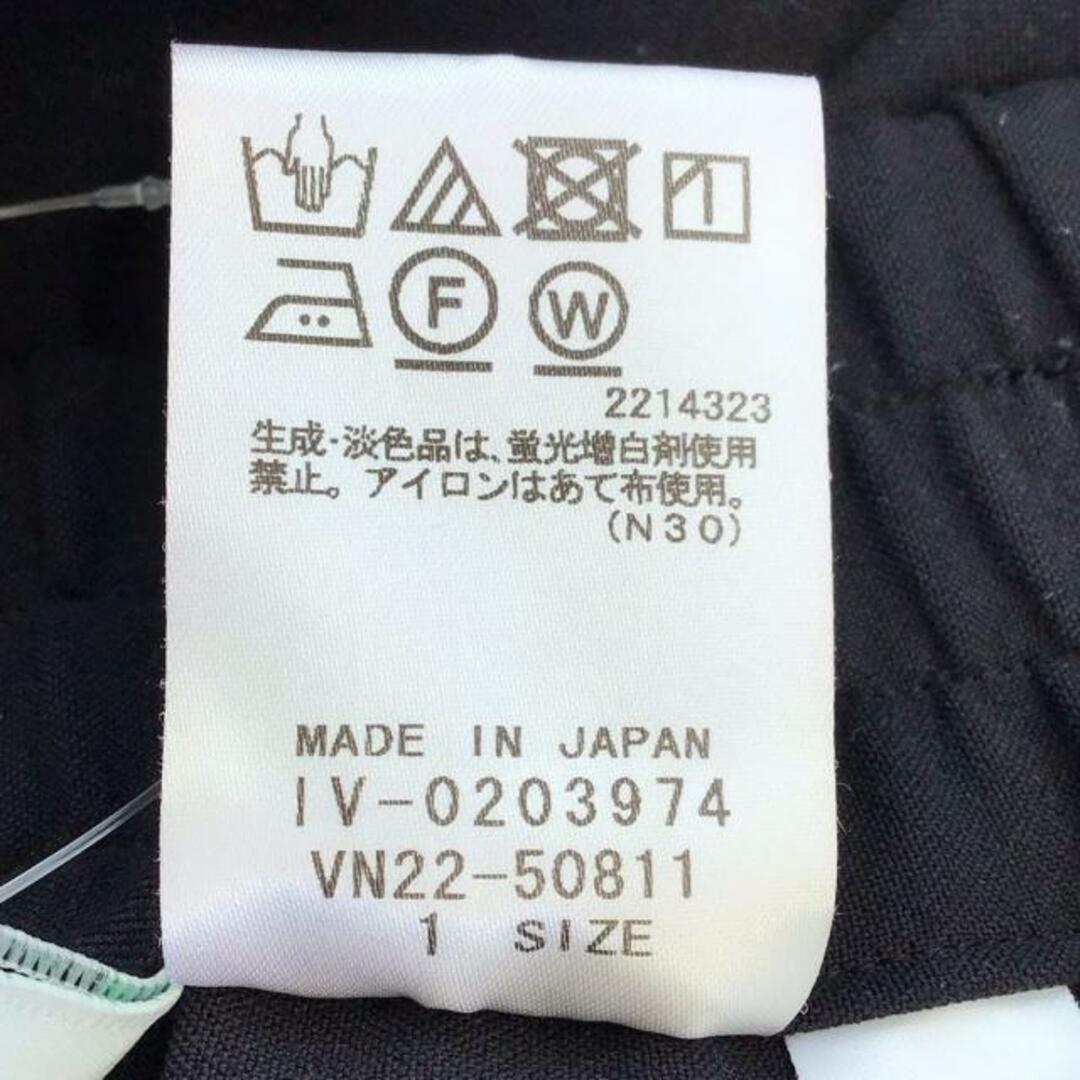 F W
2214323
生成・淡色品は、蛍光増白剤使用
禁止。アイロンはあて布使用。
(N30)
MADE IN JAPAN
IV-0203974
VN22-50811
1 SIZE